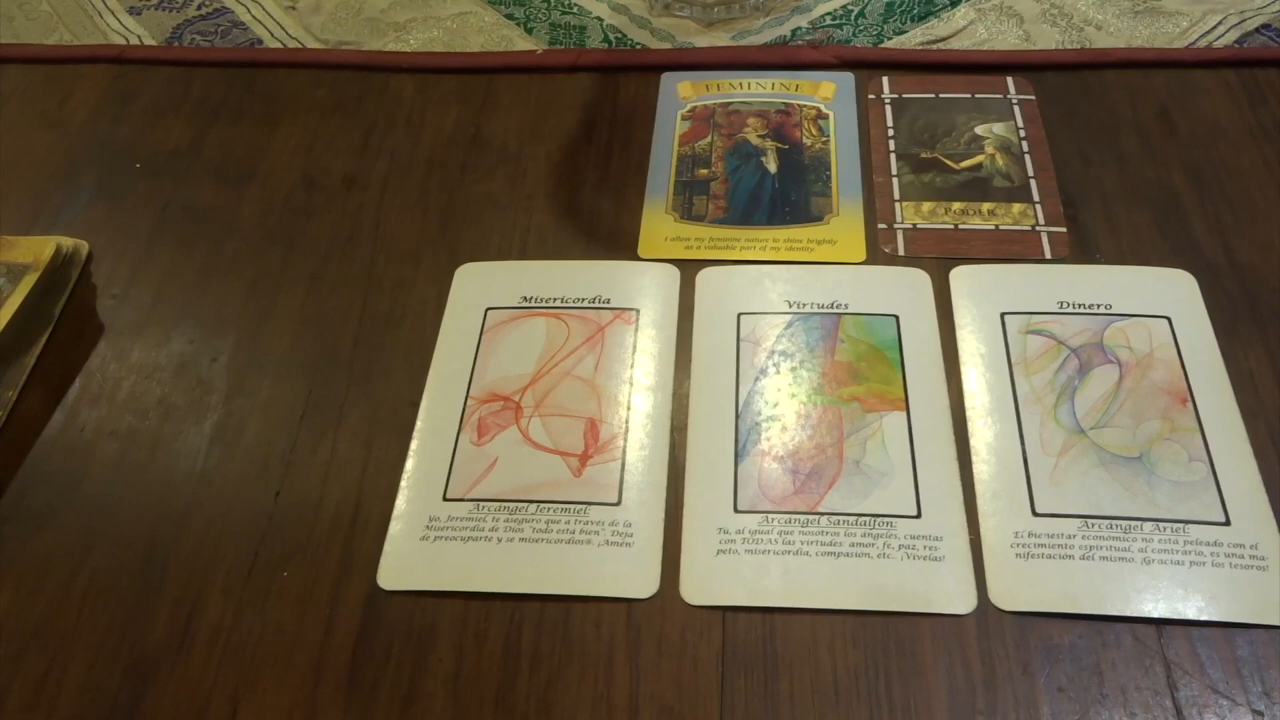 FEMININE
I allow my feminine nature to shine brightly
as a valuable part of my identity.
PODER
Misericordia
Arcángel Jeremiel:
Yo, Jeremiel, te aseguro que a través de la
Misericordia de Dios "todo está bien". Deja
de preocuparte y se misericordios@. ¡Amén!
Virtudes
Arcángel Sandalfón:
Tú, al igual que nosotros los ángeles, cuentas
con TODAS las virtudes: amor, fe, paz, res-
peto, misericordia, compasión, etc. ¡Vívelas!
Dinero
Arcángel Ariel:
El bienestar económico no está peleado con el
crecimiento espiritual, al contrario, es una ma-
nifestación del mismo. ¡Gracias por los tesoros!